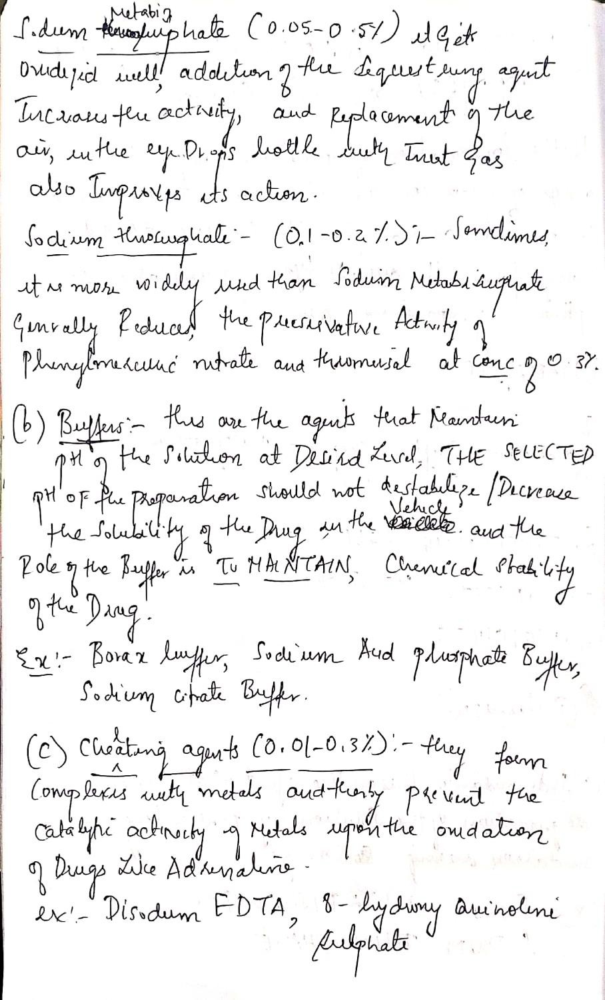 Sodium Metabisulphate (0.05-0.5%) it gets
oxidized well, addition of the Sequestering agent
Increases the activity, and Replacement of the
air, in the eye Drops bottle with Inert Gas
also Improves its action.
Sodium thiosulphate :- (0.1-0.2%) :- Sometimes,
it is more widely used than Sodium Metabisulphate
Generally Reduces, the preservative Activity of
Phenylmercuric nitrate and thiomersal at conc of 0.3%.
(b) Buffers :- this are the agents that Maintain
pH of the Solution at Desired Level, THE SELECTED
pH OF the preparation should not destabilize / Decrease
the Solubility of the Drug in the Vehicle and the
Role of the Buffer is TO MAINTAIN, Chemical stability
of the Drug.
Ex :- Borax buffer, Sodium Acid phosphate Buffer,
Sodium citrate Buffer.
(C) Chelating agents (0.01-0.3%) :- they form
Complexes with metals and therby prevent the
Catalytic activity of Metals upon the oxidation
of Drugs Like Adrenaline.
ex :- Disodum EDTA, 8-hydroxy Quinoline
Sulphate